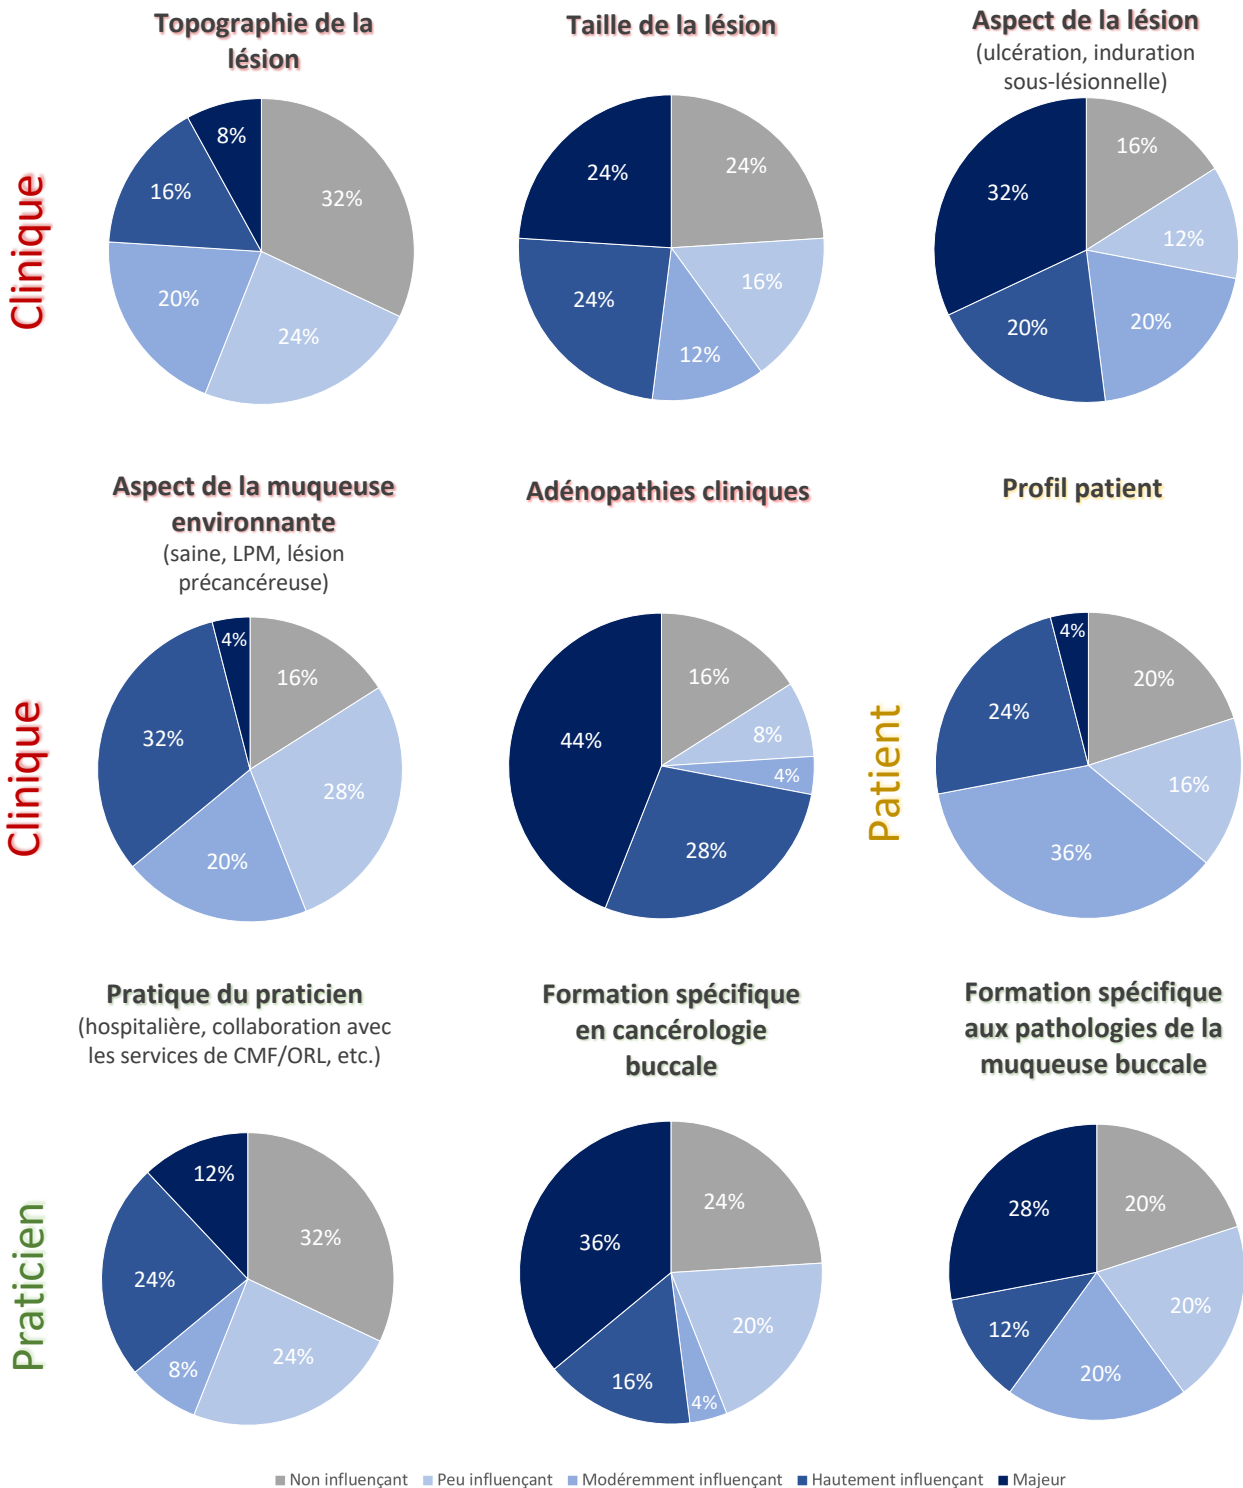 Topographie de la
lésion
Taille de la lésion
Aspect de la lésion
(ulcération, induration
sous-lésionnelle)
Clinique
8%
32%
16%
20%
24%
24%
24%
24%
16%
12%
16%
32%
12%
20%
20%
Aspect de la muqueuse
environnante
(saine, LPM, lésion
précancéreuse)
Adénopathies cliniques
Profil patient
Clinique
4%
16%
32%
28%
20%
16%
8%
44%
4%
28%
Patient
4%
20%
24%
16%
36%
Pratique du praticien
(hospitalière, collaboration avec
les services de CMF/ORL, etc.)
Formation spécifique
en cancérologie
buccale
Formation spécifique
aux pathologies de la
muqueuse buccale
Praticien
12%
32%
24%
24%
8%
24%
36%
20%
16%
4%
28%
20%
20%
12%
20%
Non influençant
Peu influençant
Modéremment influençant
Hautement influençant
Majeur